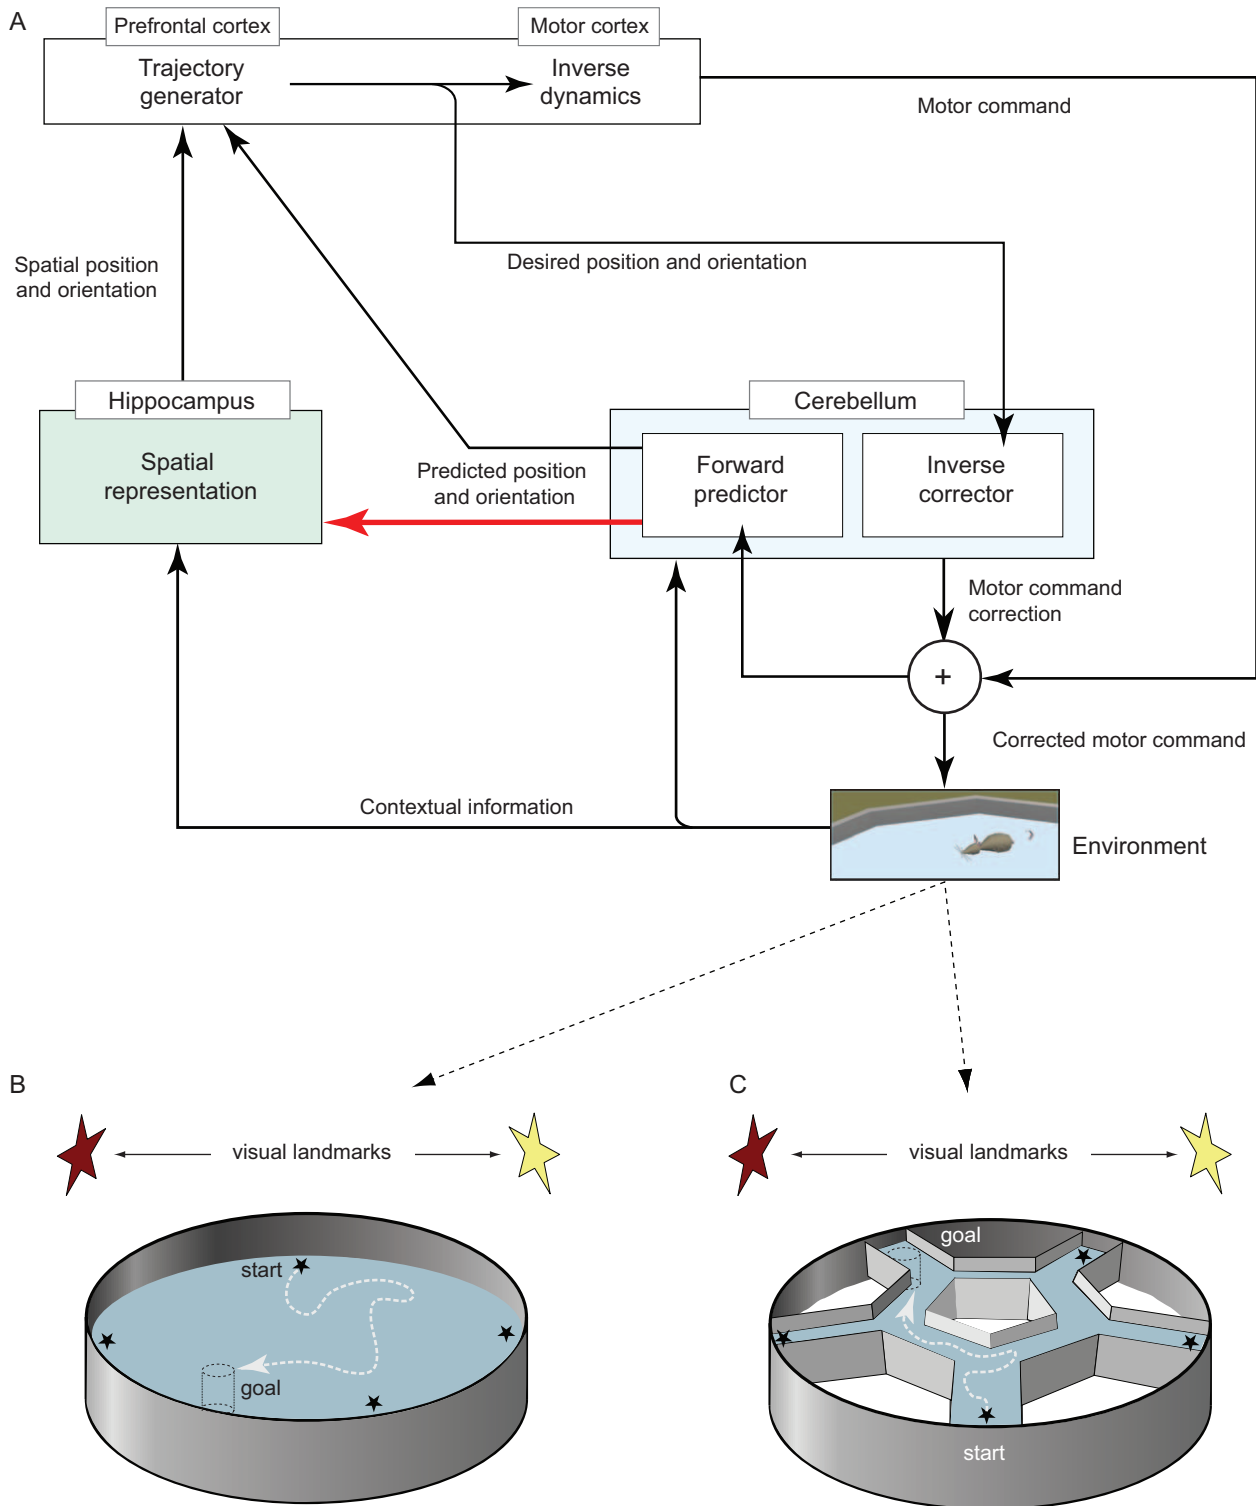 A
Prefrontal cortex
Motor cortex
Trajectory
generator
Inverse
dynamics
Motor command
Spatial position
and orientation
Desired position and orientation
Hippocampus
Cerebellum
Spatial
representation
Predicted position
and orientation
Forward
predictor
Inverse
corrector
Motor command
correction
+
Corrected motor command
Contextual information
Environment
B
visual landmarks
start
goal
C
visual landmarks
goal
start